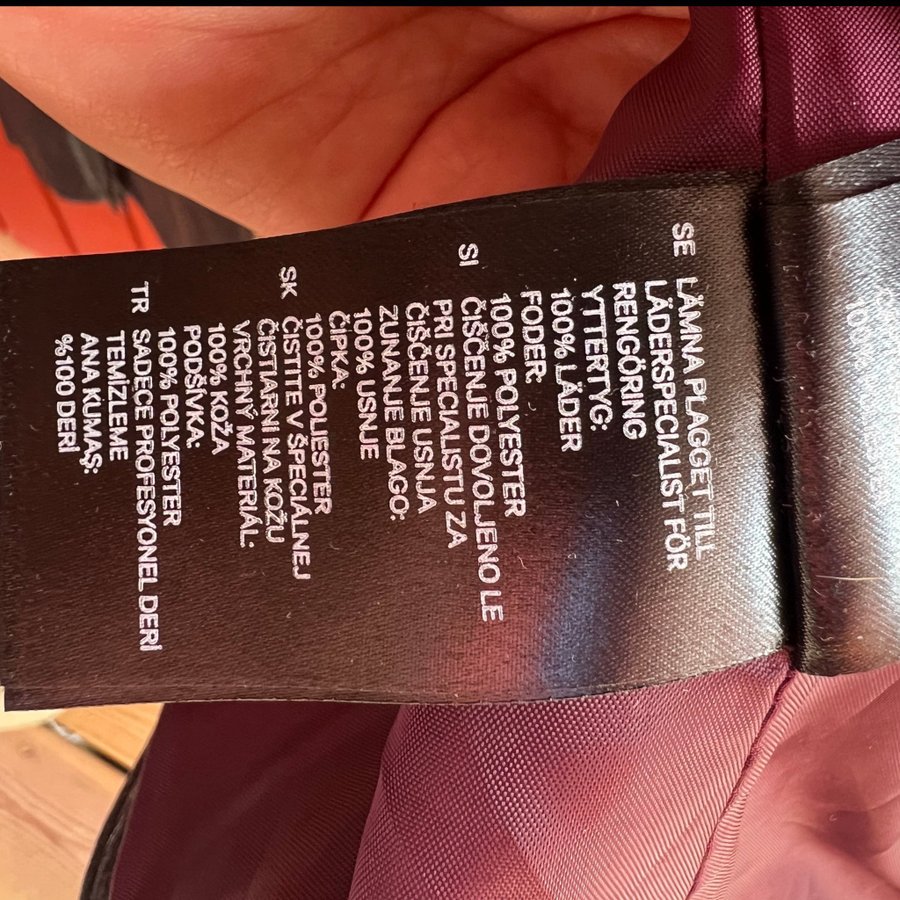 SE LÄMNA PLAGGET TILL
LÄDERSPECIALIST FÖR
RENGÖRING
YTTERTYG:
100% LÄDER
FODER:
100% POLYESTER
SI ČIŠČENJE DOVOLJENO LE
PRI SPECIALISTU ZA
ČIŠČENJE USNJA
ZUNANJE BLAGO:
100% USNJE
ČIPKA:
100% POLIESTER
SK ČISTITE V ŠPECIÁLNEJ
ČISTIARNI NA KOŽU
VRCHNÝ MATERIÁL:
100% KOŽA
PODŠÍVKA:
100% POLYESTER
TR SADECE PROFESYONEL DERİ
TEMİZLEME
ANA KUMAŞ:
%100 DERİ